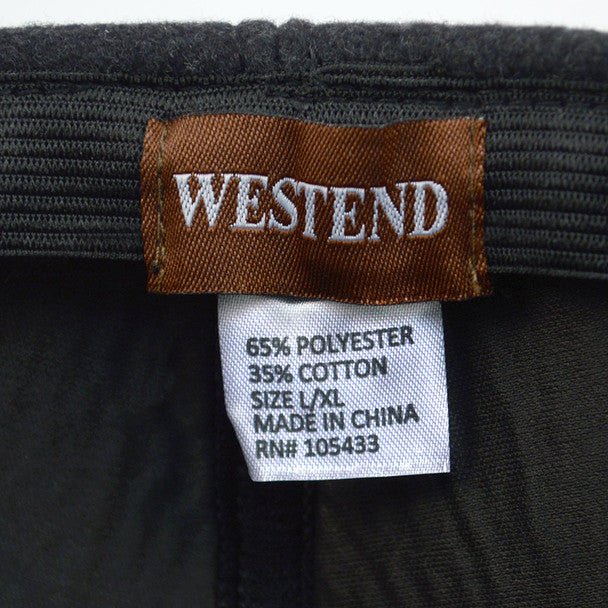 WESTEND
65% POLYESTER
35% COTTON
SIZE L/XL
MADE IN CHINA
RN# 105433